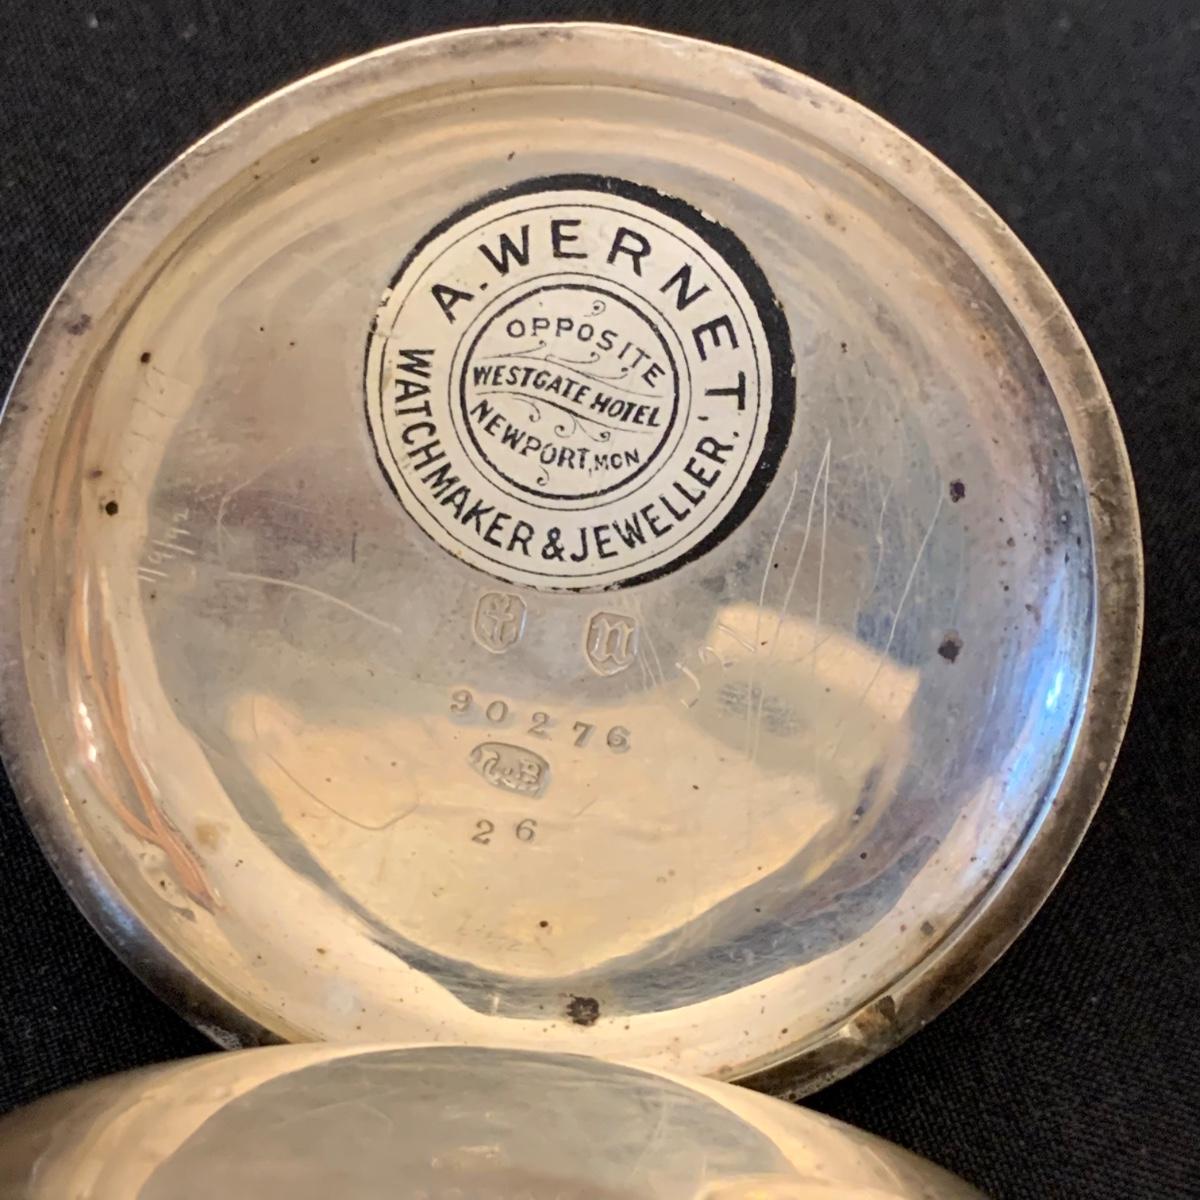 A. WERNET,
OPPOSITE
WESTGATE HOTEL
NEWPORT, MON
WATCHMAKER & JEWELLER.
n
90276
26